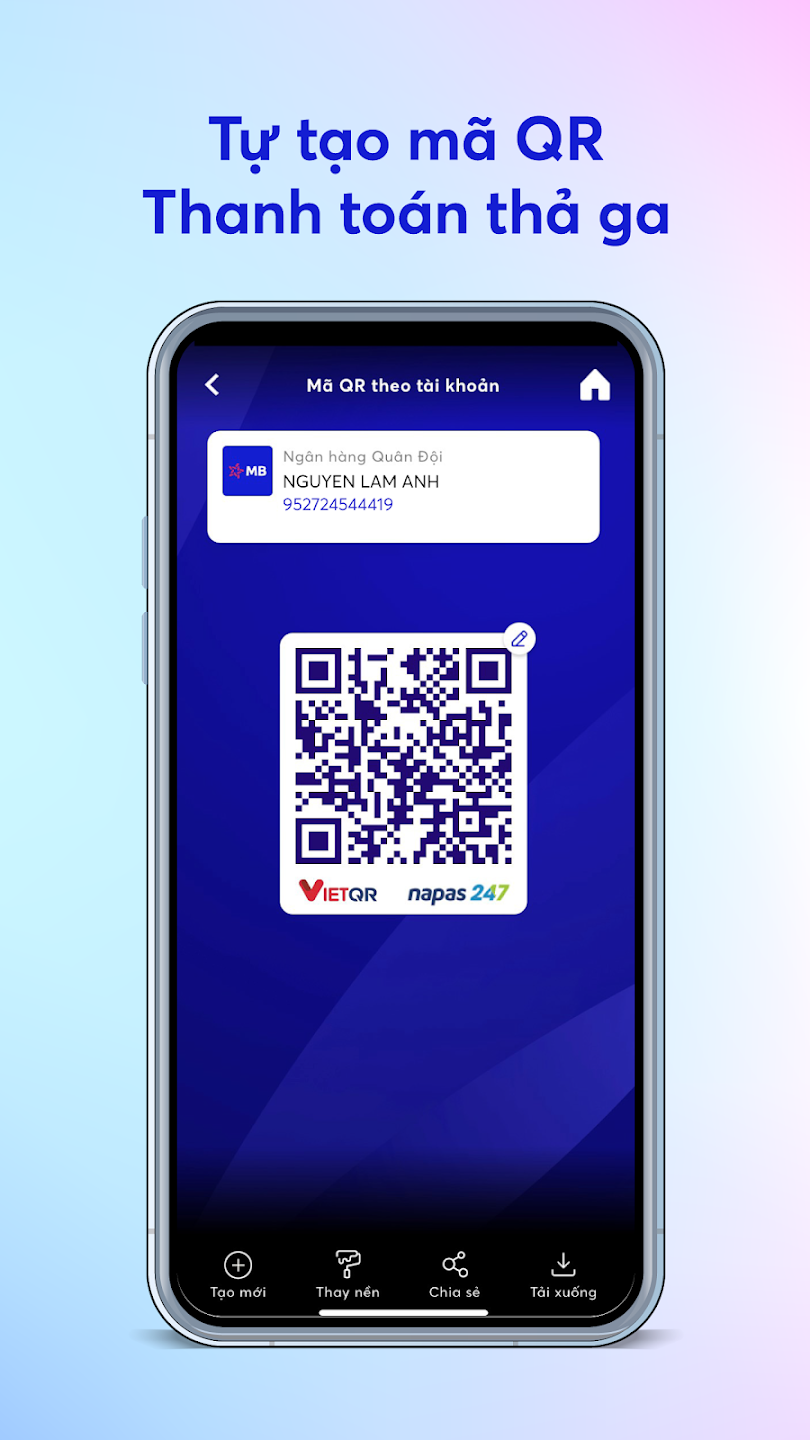 Tự tạo mã QR
Thanh toán thả ga
Mã QR theo tài khoản
MB
Ngân hàng Quân Đội
NGUYEN LAM ANH
952724544419
VIETQR napas 247
Tạo mới Thay nền Chia sẻ Tải xuống